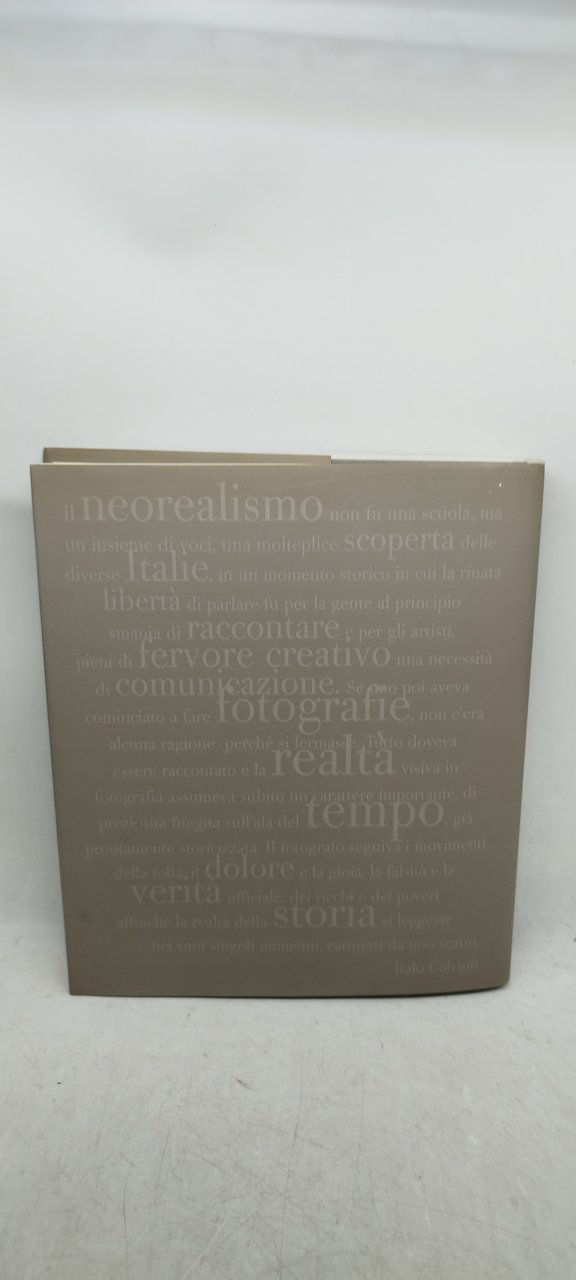 Il neorealismo non fu una scuola, ma
un insieme di voci, una molteplice scoperta delle
diverse Italie, in un momento storico in cui la rinata
libertà di parlare fu per la gente al principio
smania di raccontare e per gli artisti,
pieni di fervore creativo una necessità
di comunicazione. Se uno poi aveva
cominciato a fare fotografie, non c'era
alcuna ragione perché si fermasse. Tutto doveva
essere raccontato e la realtà visiva in
fotografia assumeva subito un carattere importante, di
preziosità fuggita sull'ala del tempo, già
prontamente storicizzata. Il fotografo seguiva i movimenti
della folla, il dolore e la gioia, la falsità e la
verità ufficiale, dei ricchi e dei poveri
affinché la realtà della storia si leggesse
nei suoi singoli momenti, catturati da uno scatto.
Italo Calvino